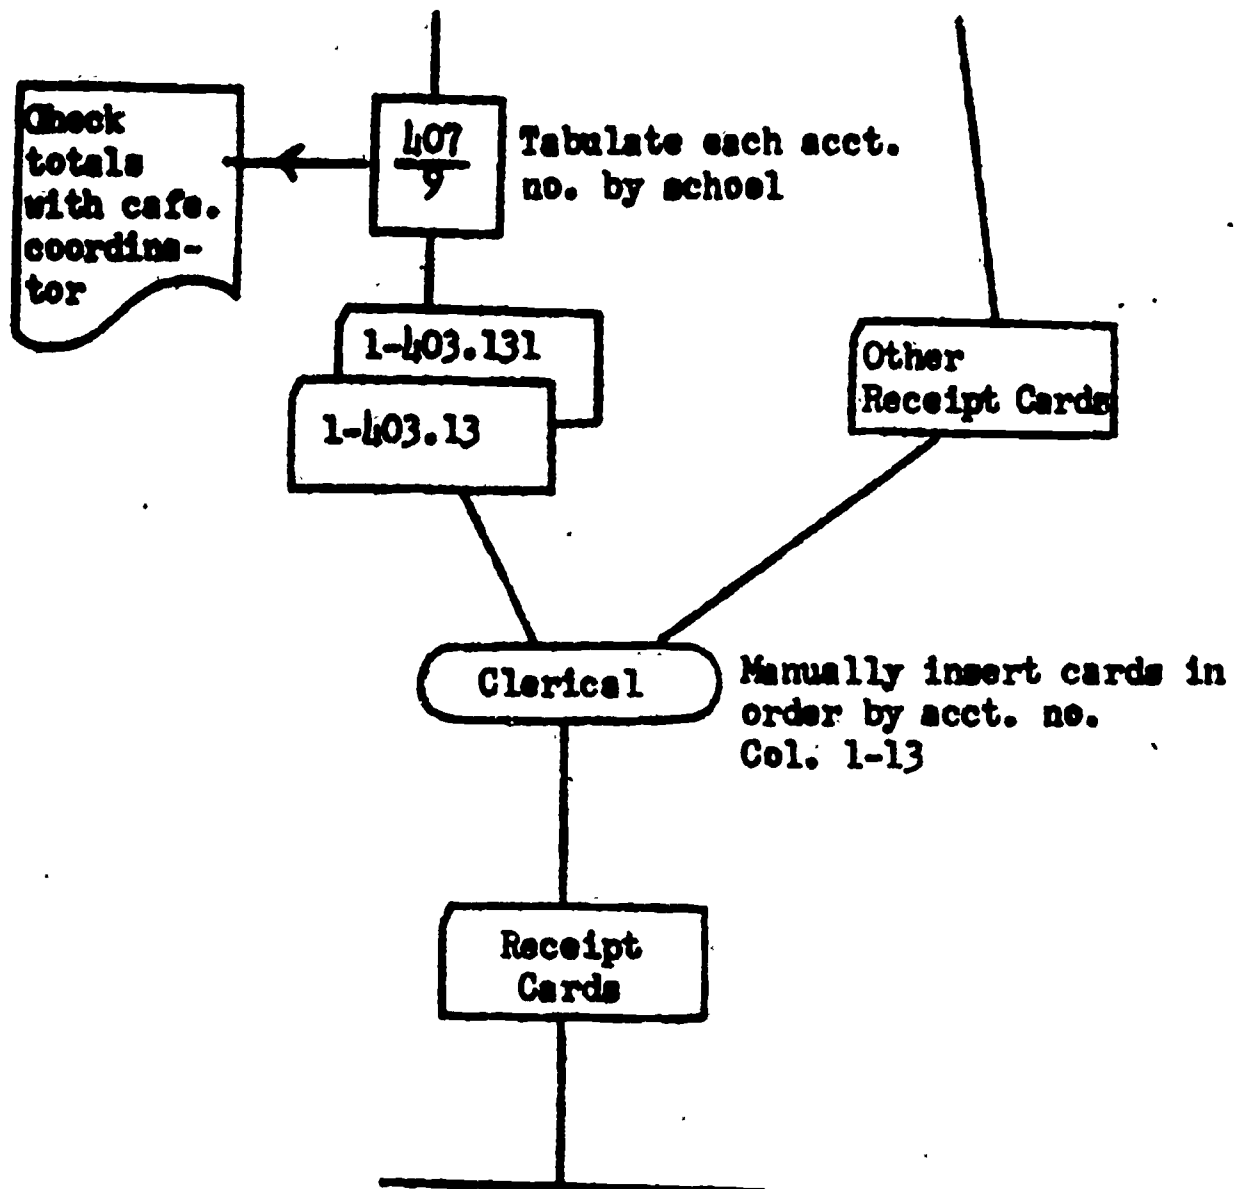 Check
totals
with cafe.
coordina-
tor
407
9
Tabulate each acct.
no. by school
1-403.131
1-403.13
Other
Receipt Cards
Clerical
Manually insert cards in
order by acct. no.
Col. 1-13
Receipt
Cards